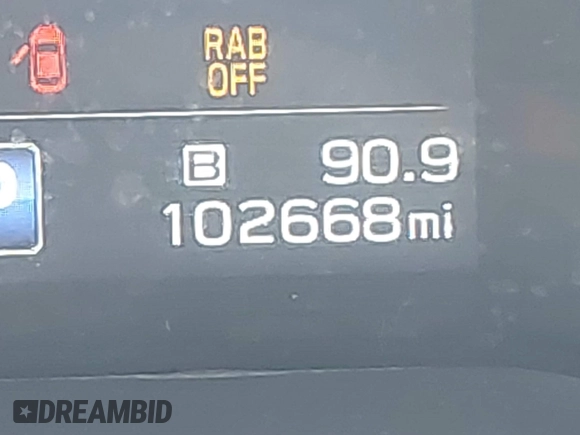 RAB
OFF
B 90.9
102668mi
DREAMBID